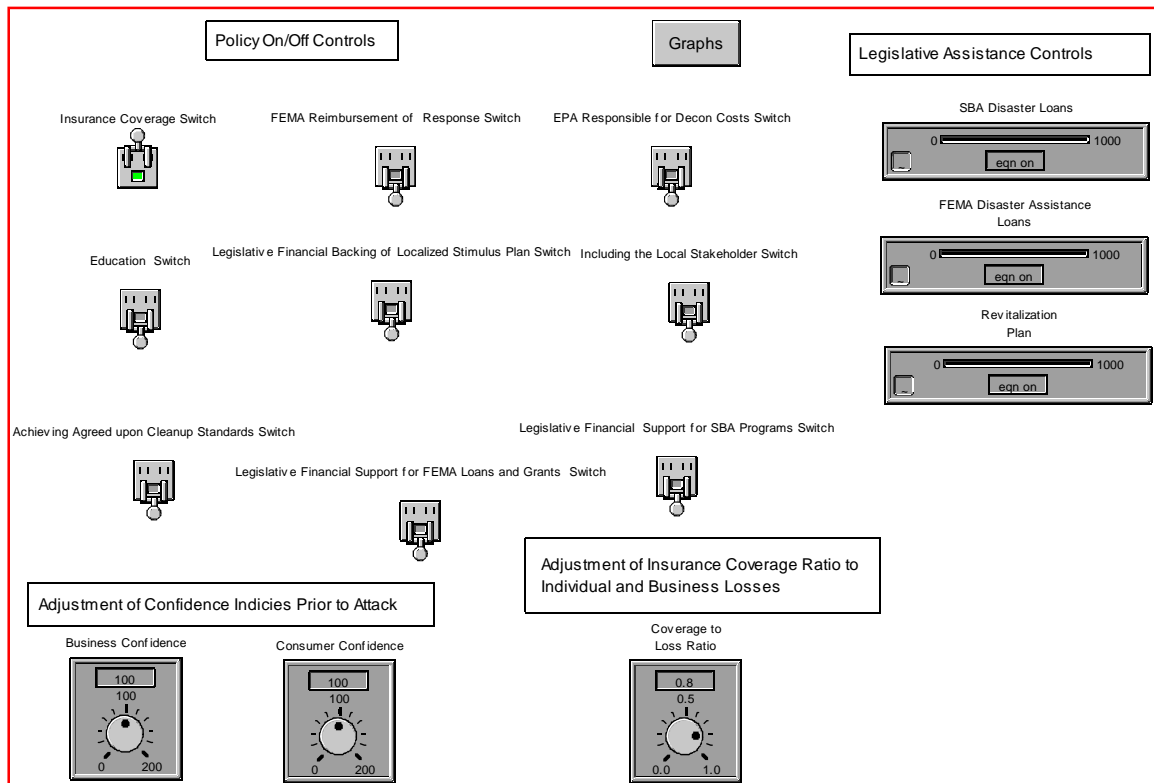 Policy On/Off Controls
Graphs
Legislative Assistance Controls
Insurance Coverage Switch
FEMA Reimbursement of Response Switch
EPA Responsible for Decon Costs Switch
SBA Disaster Loans
0
1000
~
eqn on
FEMA Disaster Assistance
Loans
0
1000
~
eqn on
Education Switch
Legislative Financial Backing of Localized Stimulus Plan Switch
Including the Local Stakeholder Switch
Revitalization
Plan
0
1000
~
eqn on
Achieving Agreed upon Cleanup Standards Switch
Legislative Financial Support for FEMA Loans and Grants Switch
Legislative Financial Support for SBA Programs Switch
Adjustment of Confidence Indicies Prior to Attack
Adjustment of Insurance Coverage Ratio to
Individual and Business Losses
Business Confidence
100
100
0
200
Consumer Confidence
100
100
0
200
Coverage to
Loss Ratio
0.8
0.5
0.0
1.0